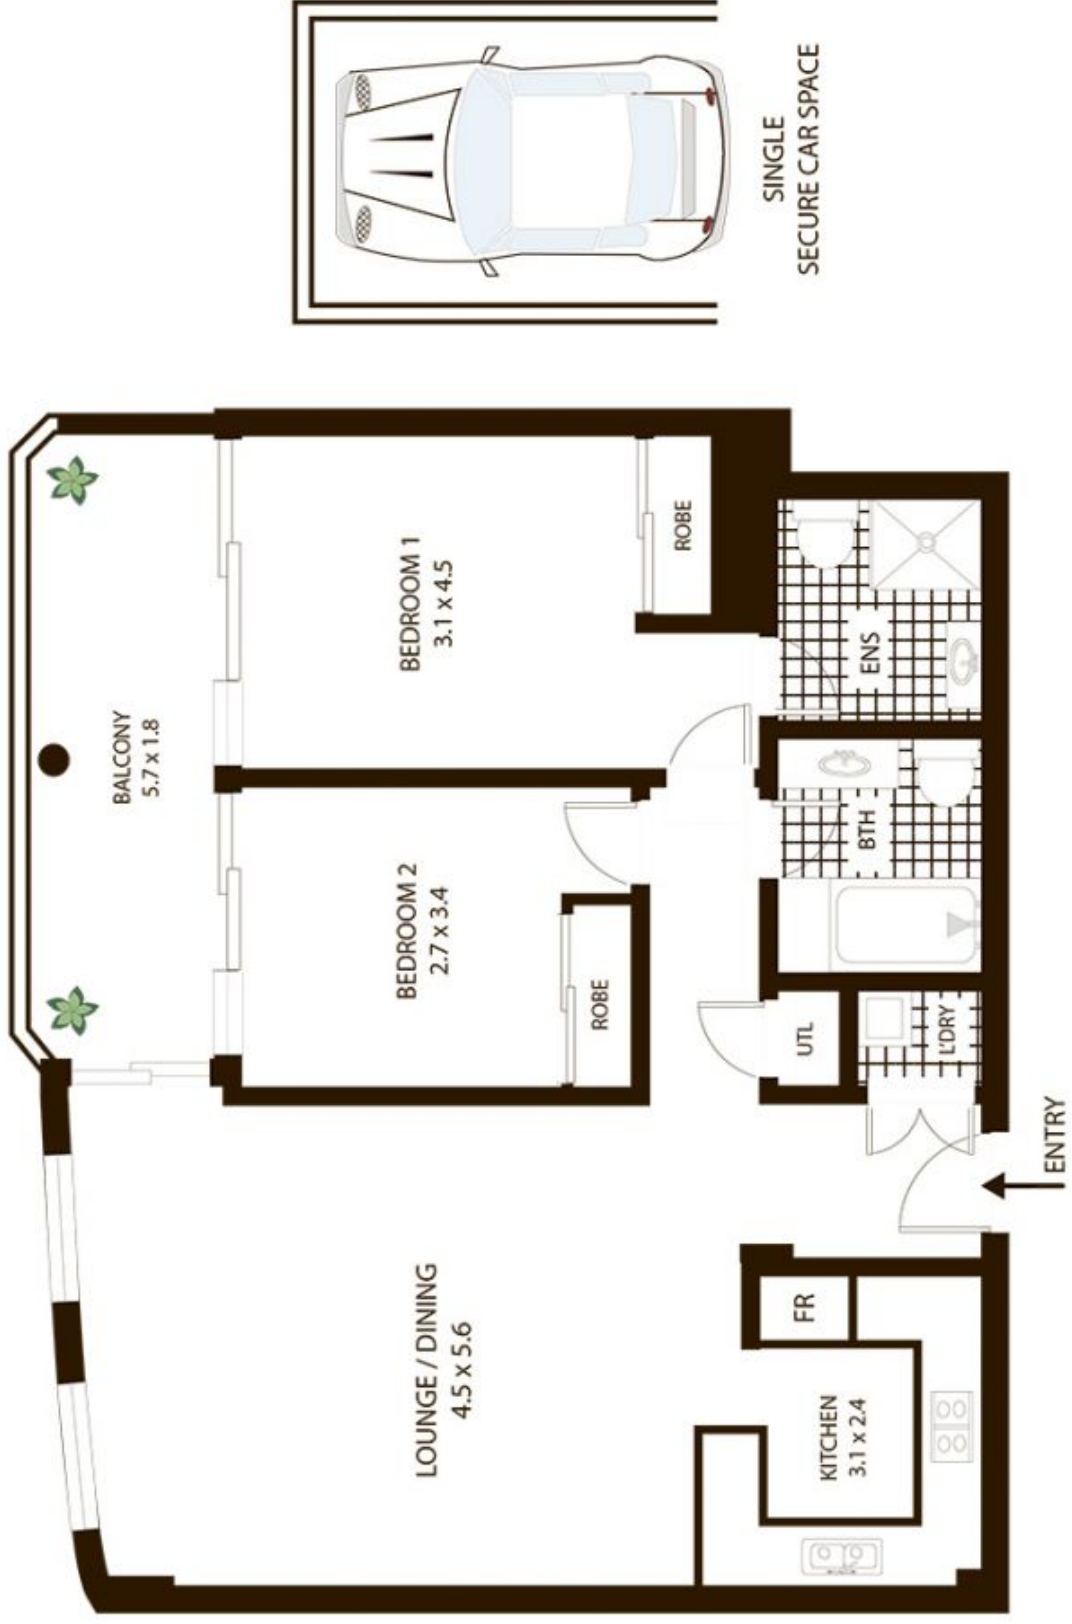 SINGLE
SECURE CAR SPACE
BALCONY
5.7 x 1.8
BEDROOM 1
3.1 x 4.5
ROBE
ENS
BEDROOM 2
2.7 x 3.4
ROBE
BTH
UTL
L'DRY
ENTRY
LOUNGE / DINING
4.5 x 5.6
FR
KITCHEN
3.1 x 2.4